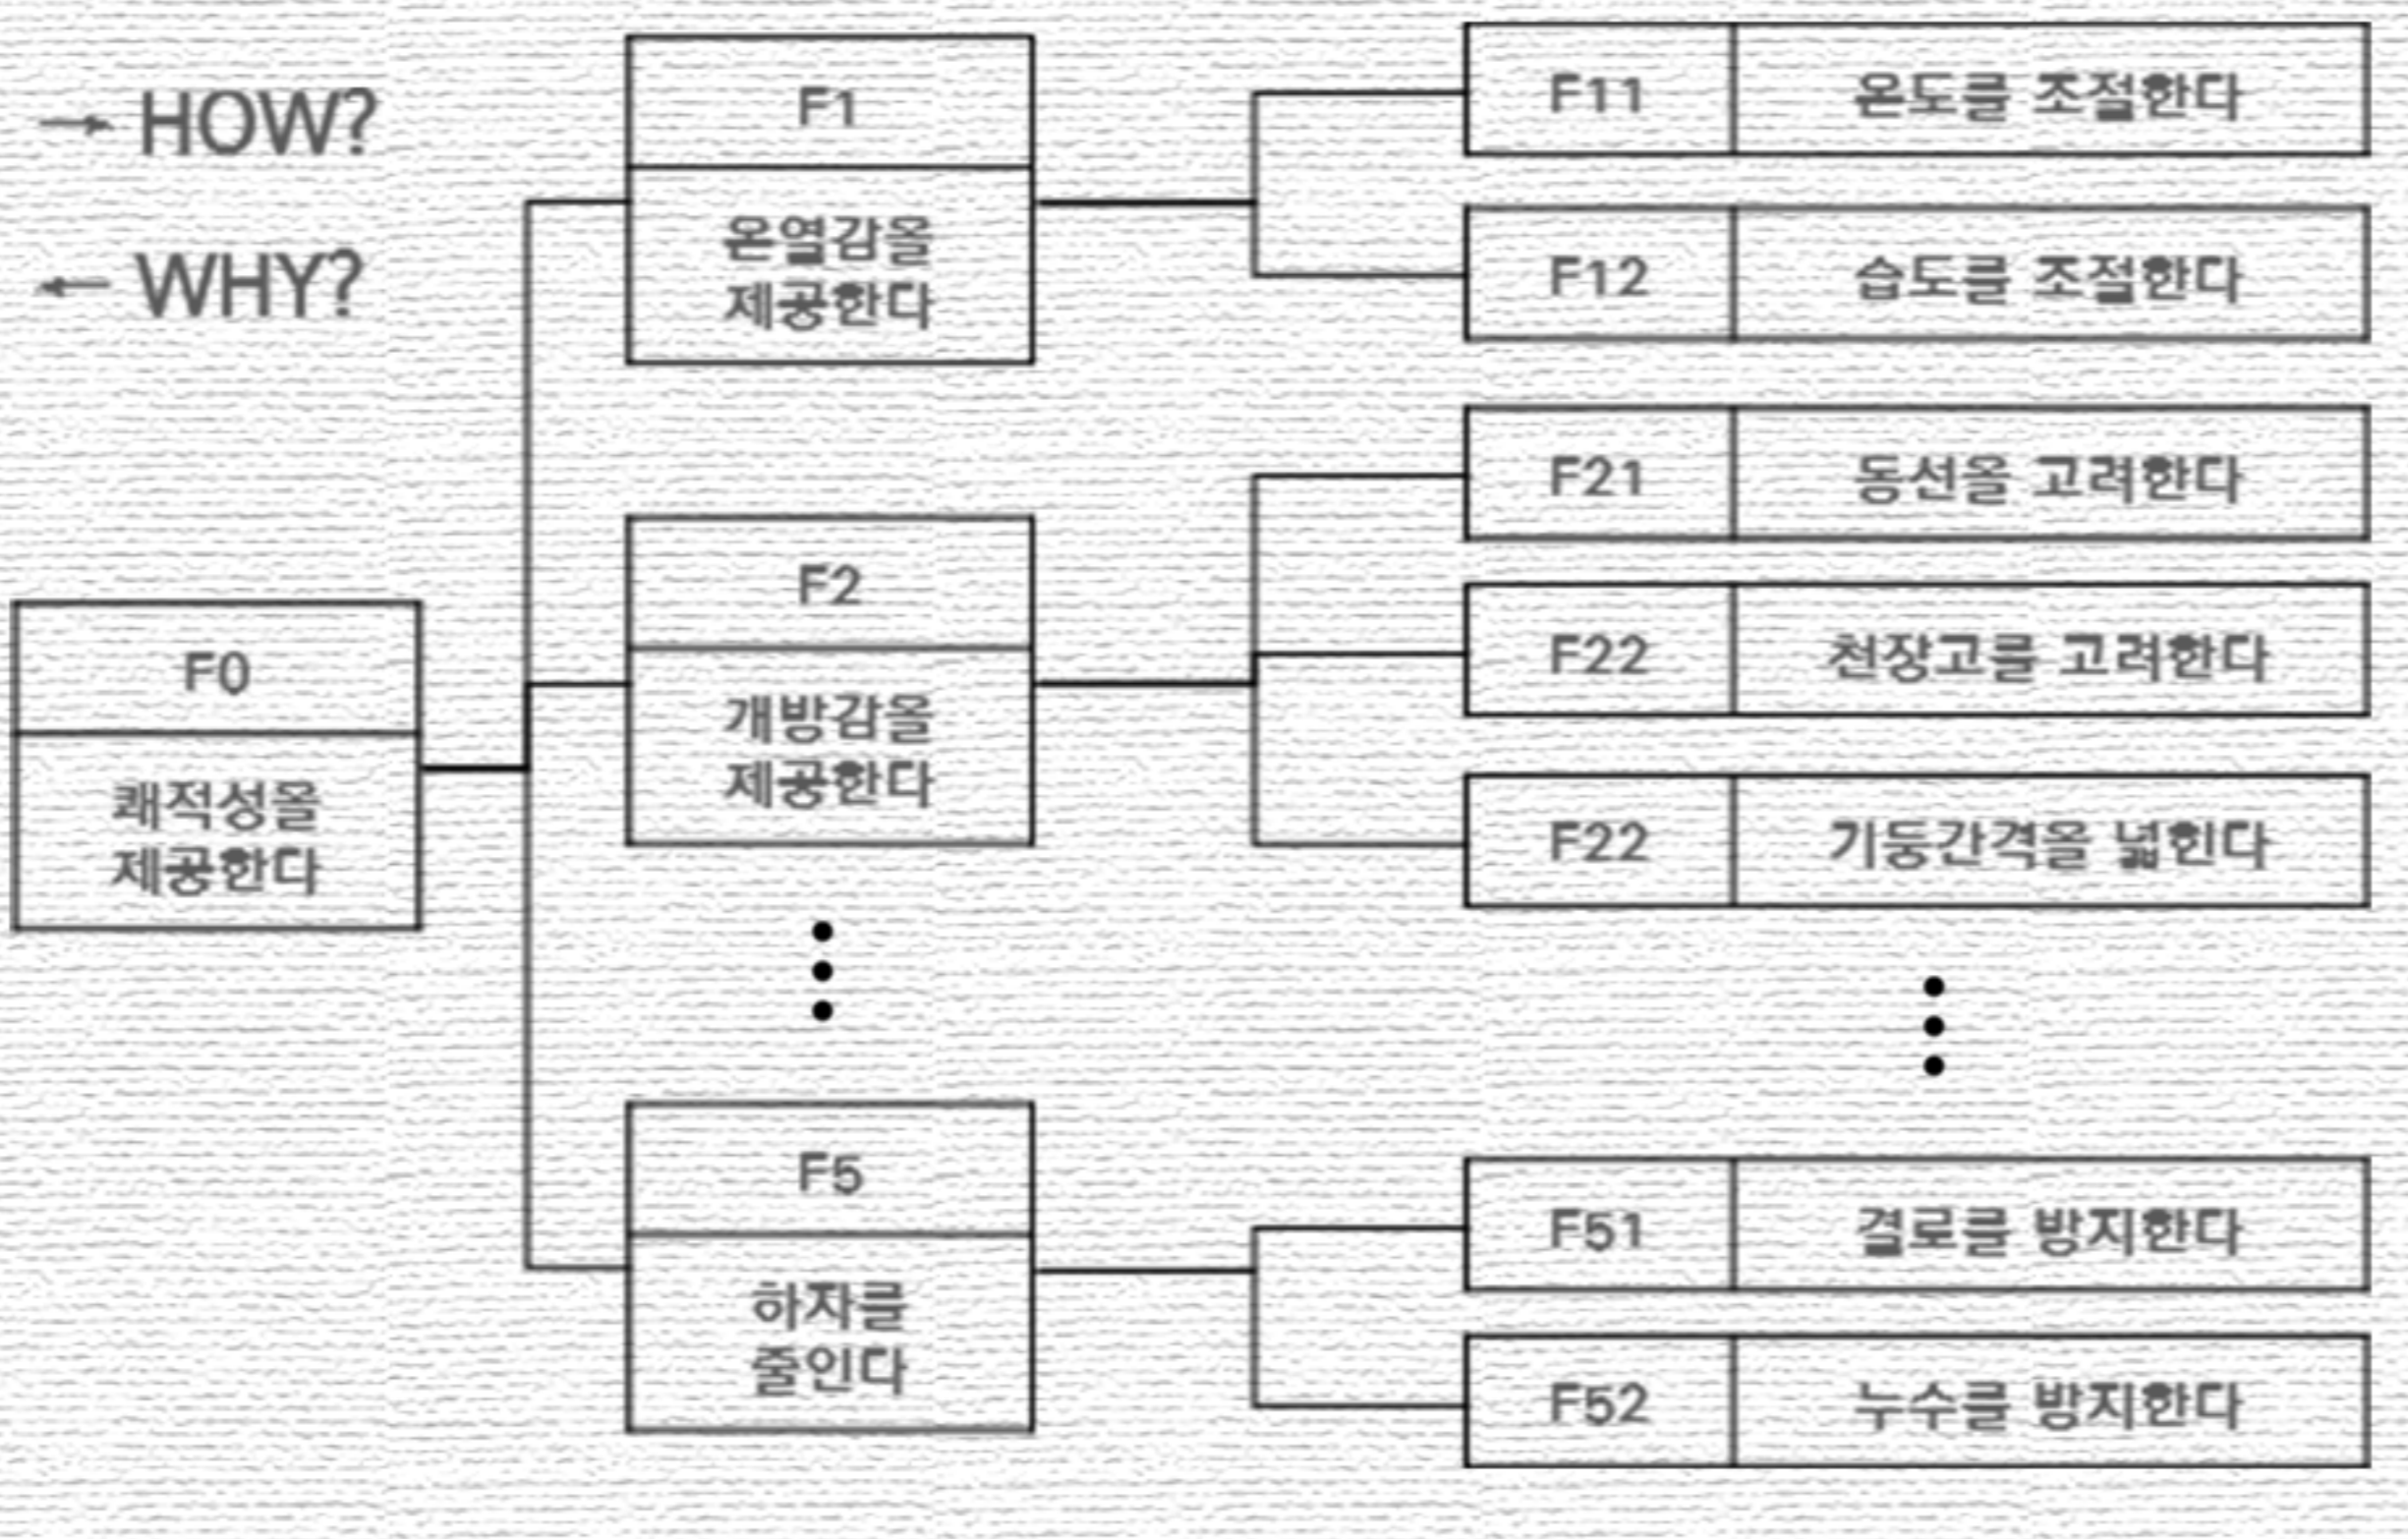 → HOW?
← WHY?
F0
쾌적성을
제공한다
F1
온열감을
제공한다
F11 온도를 조절한다
F12 습도를 조절한다
F2
개방감을
제공한다
F21 동선을 고려한다
F22 천장고를 고려한다
F22 기둥간격을 넓힌다
F5
하자를
줄인다
F51 결로를 방지한다
F52 누수를 방지한다